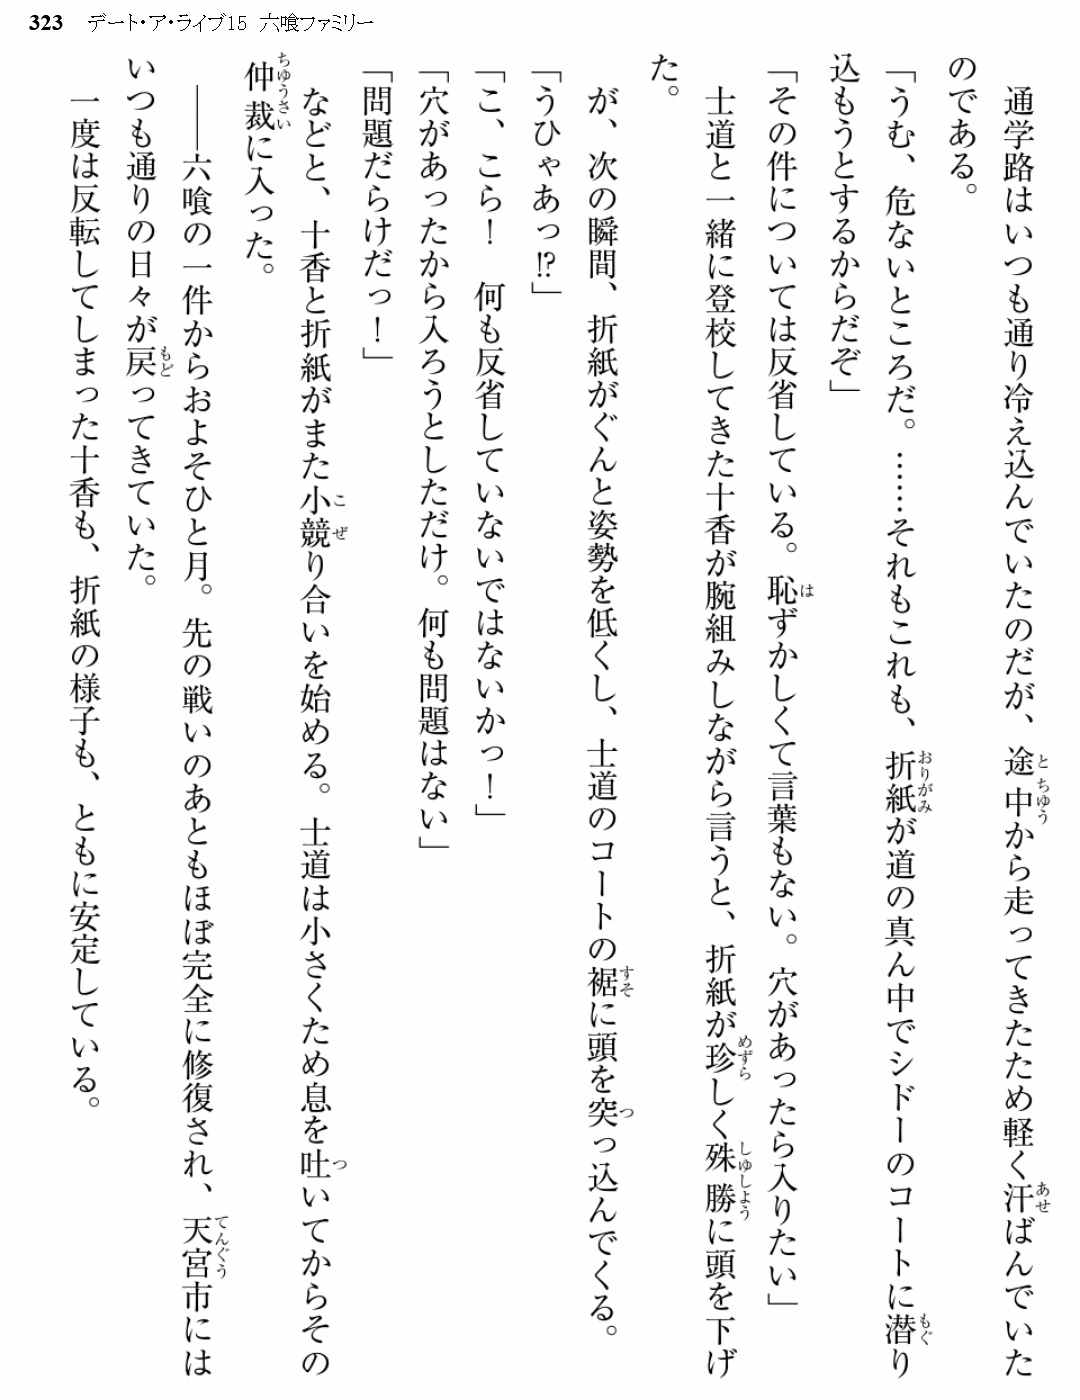 323 デート・ア・ライブ15 六喰ファミリー
　通学路はいつも通り冷え込んでいたのだが、途中から走ってきたため軽く汗ばんでいた
のである。
「うむ、危ないところだ。……それもこれも、折紙が道の真ん中でシドーのコートに潜り
込もうとするからだぞ」
「その件については反省している。恥ずかしくて言葉もない。穴があったら入りたい」
　士道と一緒に登校してきた十香が腕組みしながら言うと、折紙が珍しく殊勝に頭を下げ
た。
　が、次の瞬間、折紙がぐんと姿勢を低くし、士道のコートの裾に頭を突っ込んでくる。
「うひゃあっ!?」
「こ、こら！　何も反省していないではないかっ！」
「穴があったから入ろうとしただけ。何も問題はない」
「問題だらけだっ！」
　などと、十香と折紙がまた小競り合いを始める。士道は小さくため息を吐いてからその
仲裁に入った。
　――六喰の一件からおよそひと月。先の戦いのあともほぼ完全に修復され、天宮市には
いつも通りの日々が戻ってきていた。
　一度は反転してしまった十香も、折紙の様子も、ともに安定している。